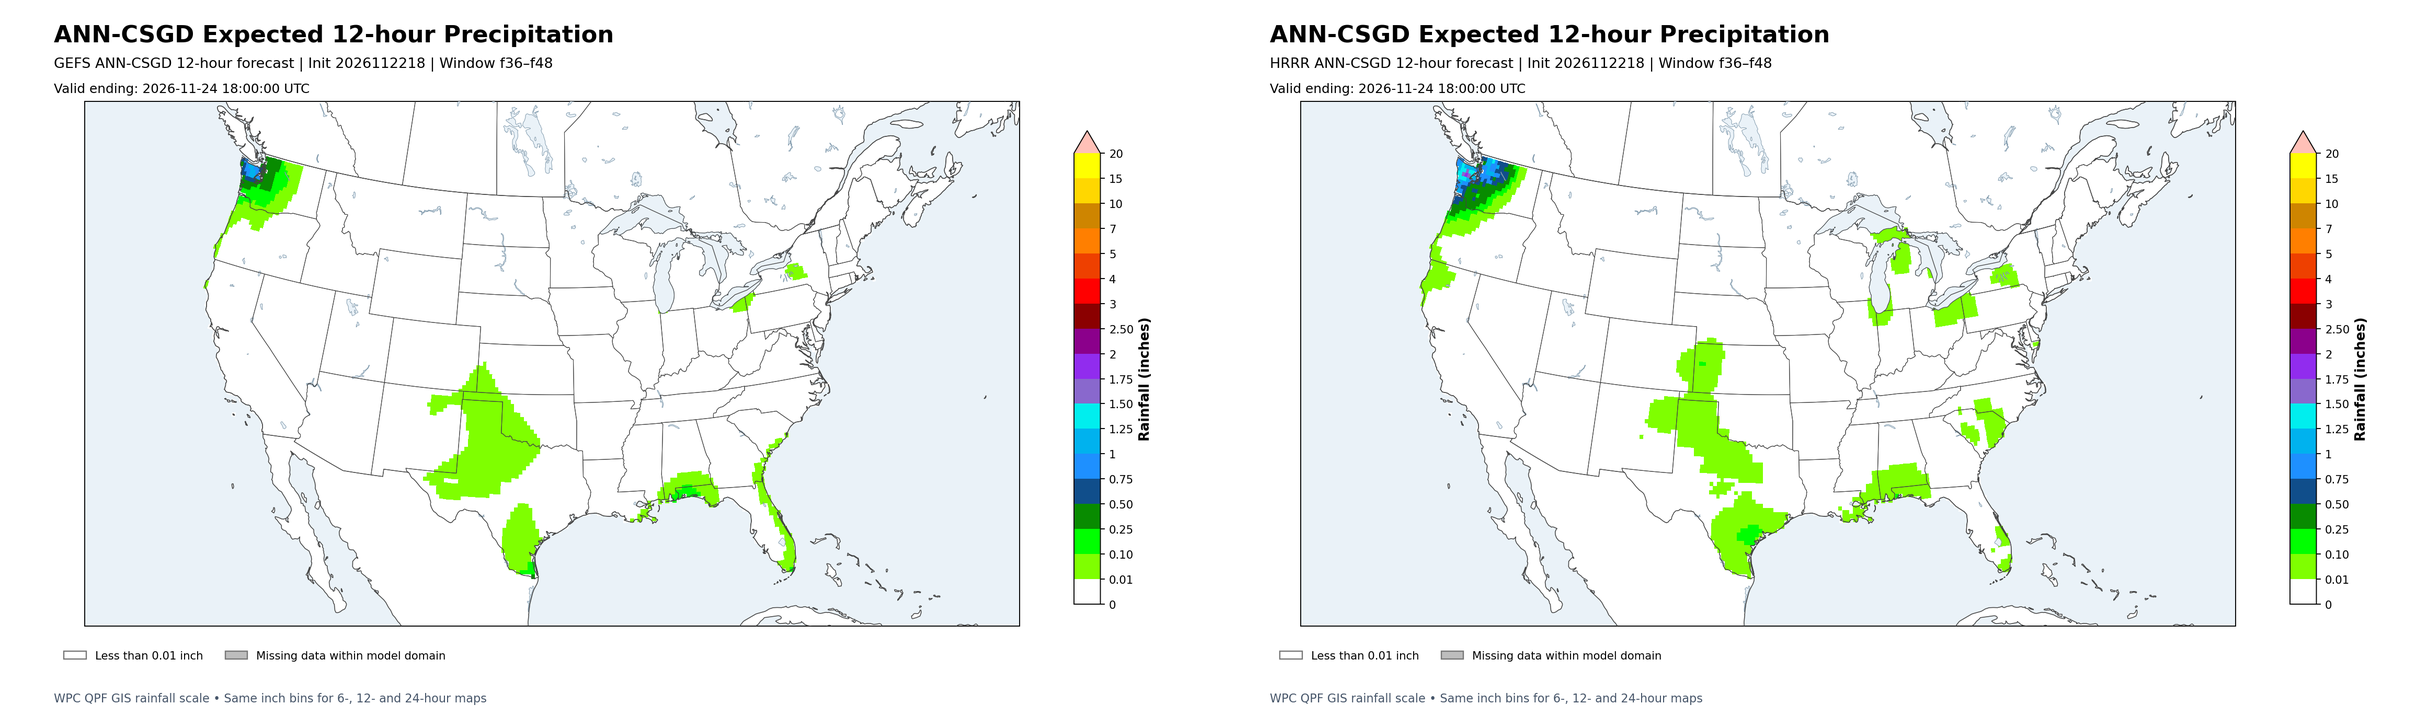 ANN-CSGD Expected 12-hour Precipitation
GEFS ANN-CSGD 12-hour forecast | Init 2026112218 | Window f36–f48
Valid ending: 2026-11-24 18:00:00 UTC
20
15
10
7
5
4
3
2.50
2
1.75
1.50
1.25
1
0.75
0.50
0.25
0.10
0.01
0
Rainfall (inches)
Less than 0.01 inch
Missing data within model domain
WPC QPF GIS rainfall scale • Same inch bins for 6-, 12- and 24-hour maps
ANN-CSGD Expected 12-hour Precipitation
HRRR ANN-CSGD 12-hour forecast | Init 2026112218 | Window f36–f48
Valid ending: 2026-11-24 18:00:00 UTC
20
15
10
7
5
4
3
2.50
2
1.75
1.50
1.25
1
0.75
0.50
0.25
0.10
0.01
0
Rainfall (inches)
Less than 0.01 inch
Missing data within model domain
WPC QPF GIS rainfall scale • Same inch bins for 6-, 12- and 24-hour maps